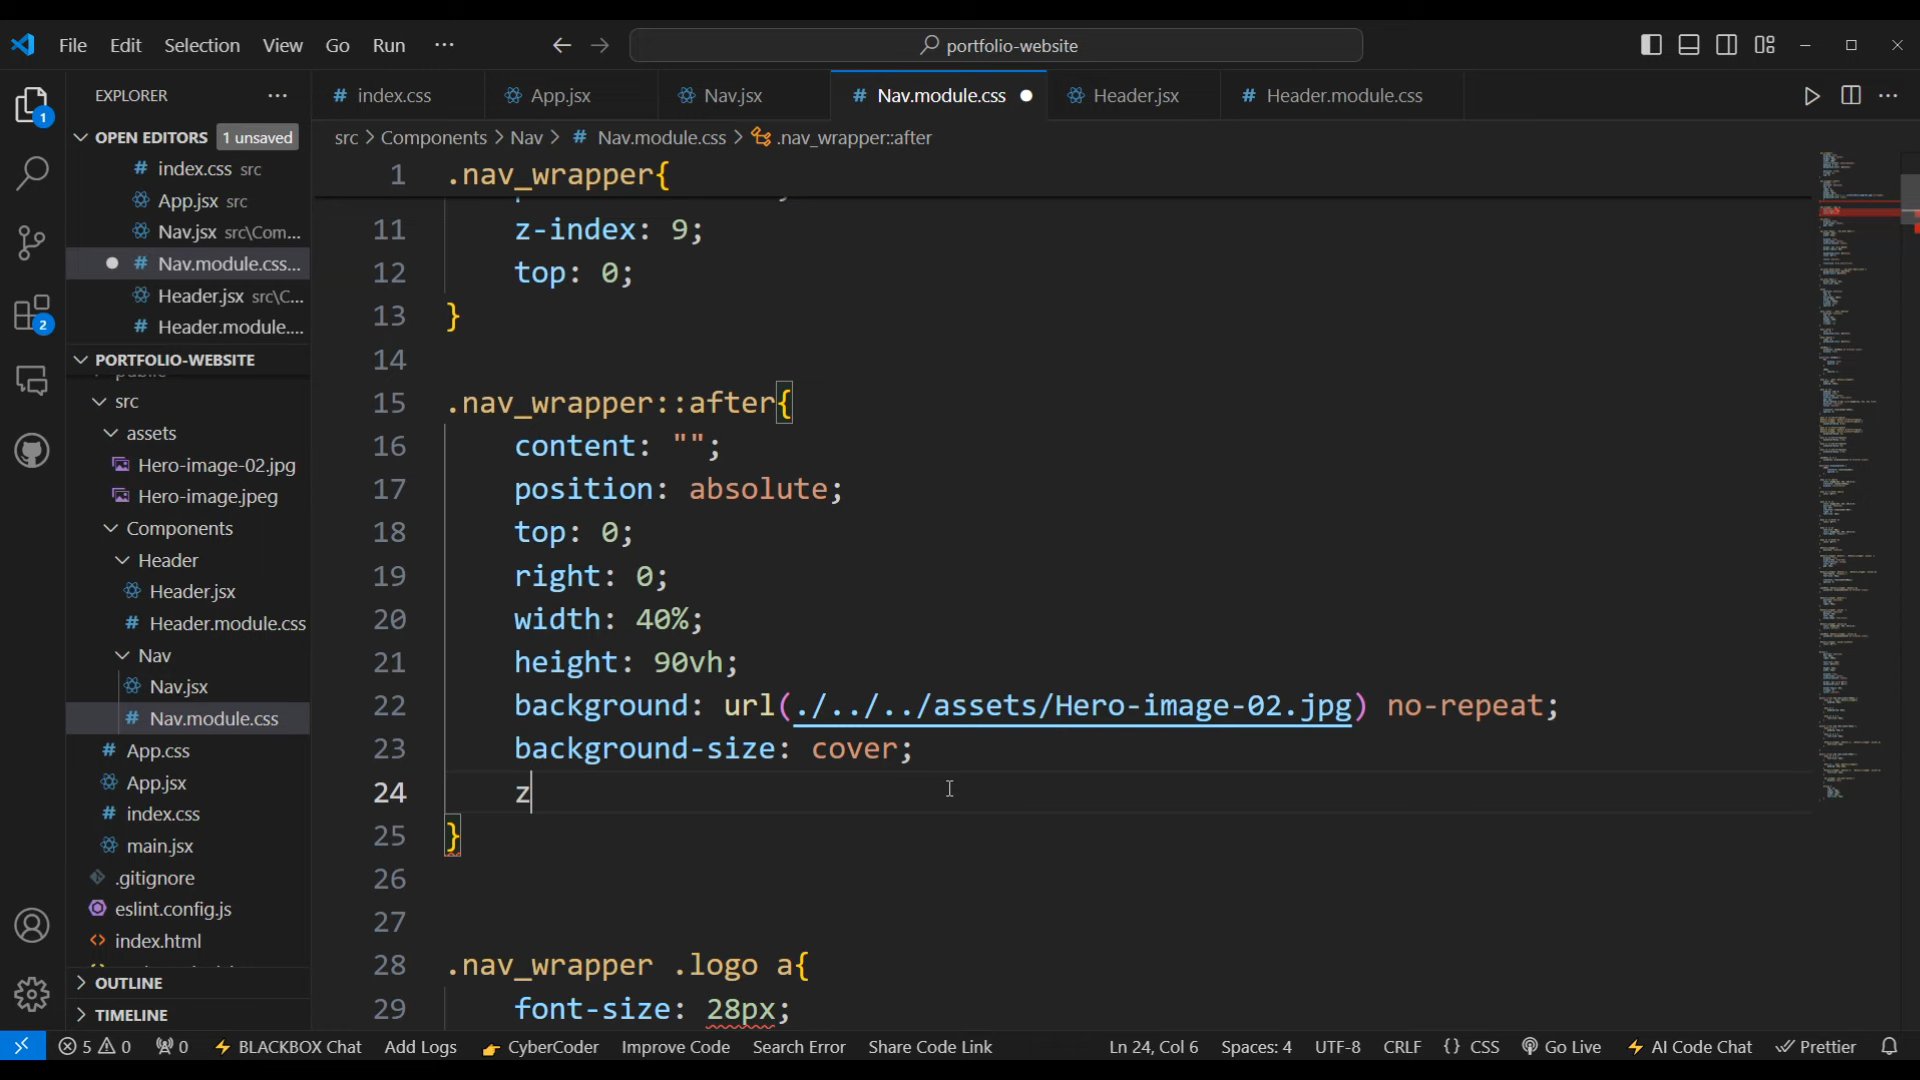 File Edit Selection View Go Run ··· portfolio-website
EXPLORER ···
OPEN EDITORS 1 unsaved
index.css src
App.jsx src
Nav.jsx src\Com...
Nav.module.css...
Header.jsx src\C...
Header.module....
PORTFOLIO-WEBSITE
src
assets
Hero-image-02.jpg
Hero-image.jpeg
Components
Header
Header.jsx
Header.module.css
Nav
Nav.jsx
Nav.module.css
App.css
App.jsx
index.css
main.jsx
.gitignore
eslint.config.js
index.html
OUTLINE
TIMELINE
1
2
index.css App.jsx Nav.jsx Nav.module.css Header.jsx Header.module.css
src > Components > Nav > # Nav.module.css > .nav_wrapper::after
1 .nav_wrapper{
11 z-index: 9;
12 top: 0;
13 }
14
15 .nav_wrapper::after{
16 content: "";
17 position: absolute;
18 top: 0;
19 right: 0;
20 width: 40%;
21 height: 90vh;
22 background: url(./../../assets/Hero-image-02.jpg) no-repeat;
23 background-size: cover;
24 z
25 }
26
27
28 .nav_wrapper .logo a{
29 font-size: 28px;
5 0 0 BLACKBOX Chat Add Logs CyberCoder Improve Code Search Error Share Code Link Ln 24, Col 6 Spaces: 4 UTF-8 CRLF {} CSS Go Live AI Code Chat Prettier